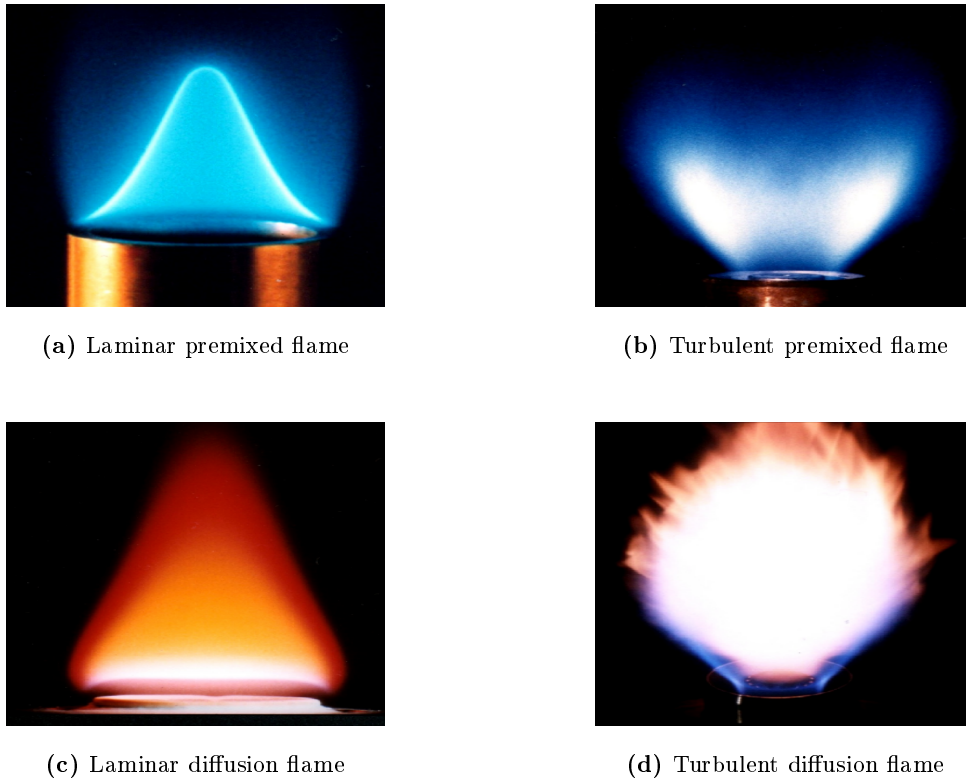 (a) Laminar premixed flame
(b) Turbulent premixed flame
(c) Laminar diffusion flame
(d) Turbulent diffusion flame